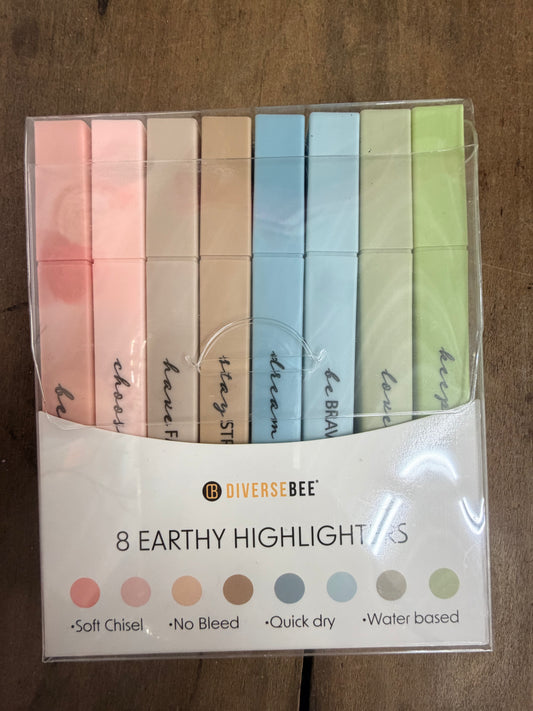 be
choos
have F
stay STR
dream
be BRAV
love
keep
DIVERSEBEE®
8 EARTHY HIGHLIGHTERS
•Soft Chisel •No Bleed •Quick dry •Water based